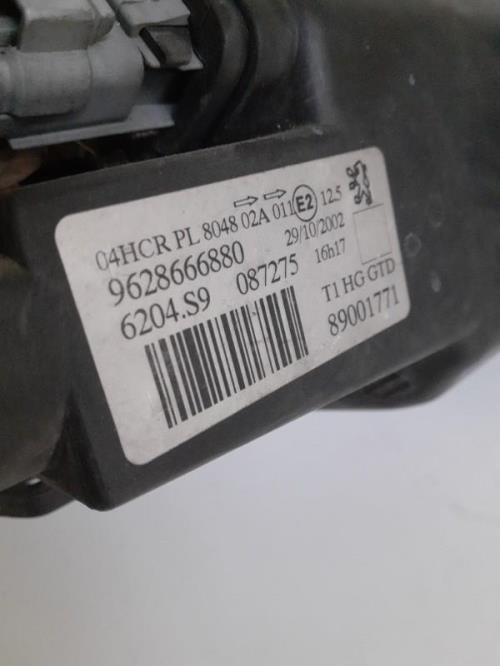 04HCR PL 8048 02A 011 E2 12.5
9628666880 29/10/2002
6204.S9 087275 16h17
T1 HG GTD
89001771